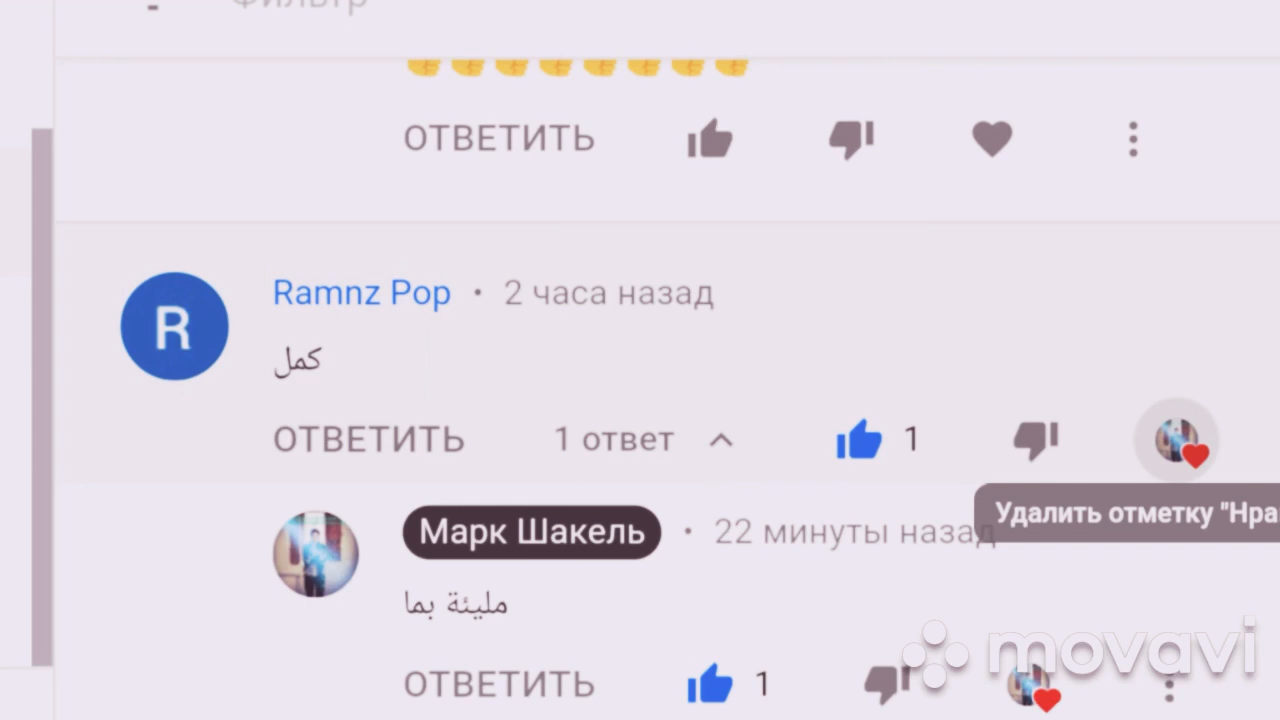 Фильтр
ОТВЕТИТЬ
Ramnz Pop • 2 часа назад
R
كمل
ОТВЕТИТЬ 1 ответ 1
Удалить отметку "Нра
Марк Шакель • 22 минуты назад
مليئة بما
movavi
ОТВЕТИТЬ 1